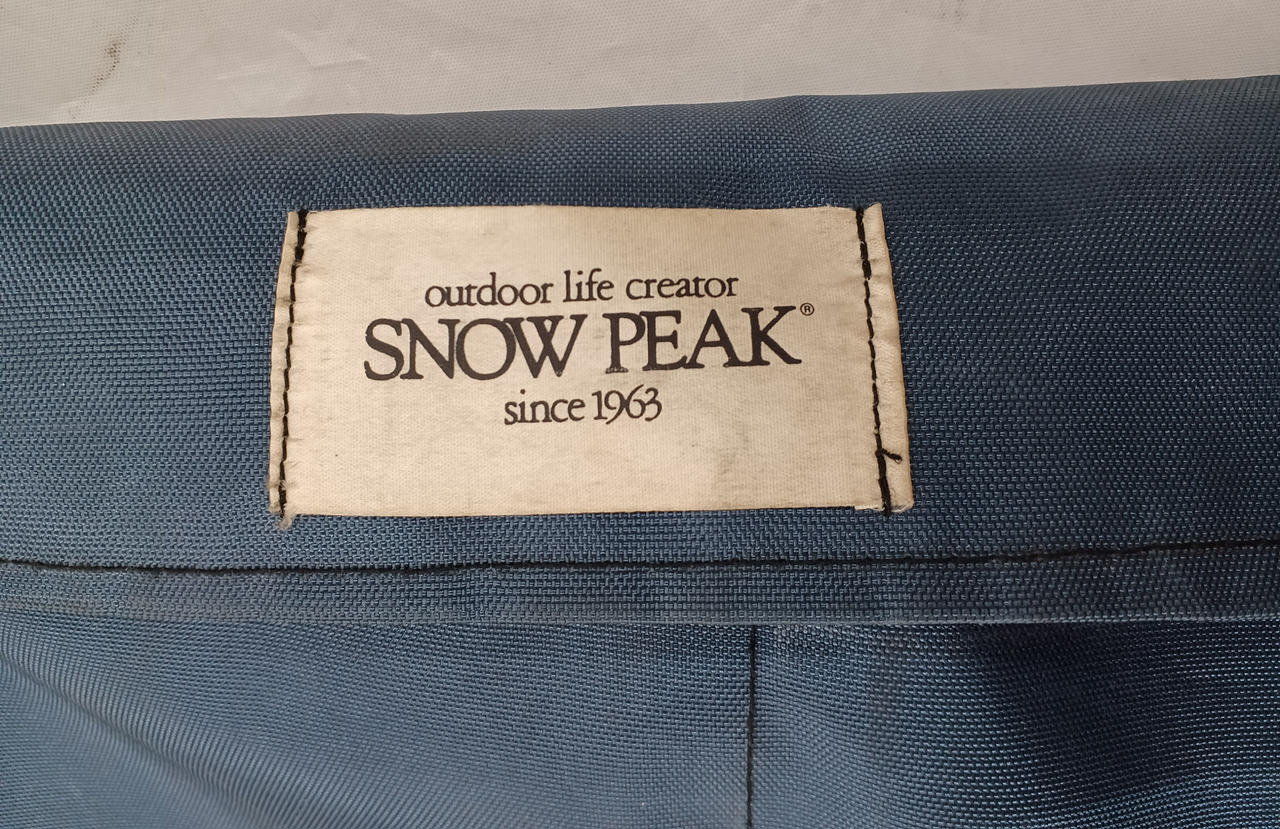 outdoor life creator
SNOW PEAK®
since 1963